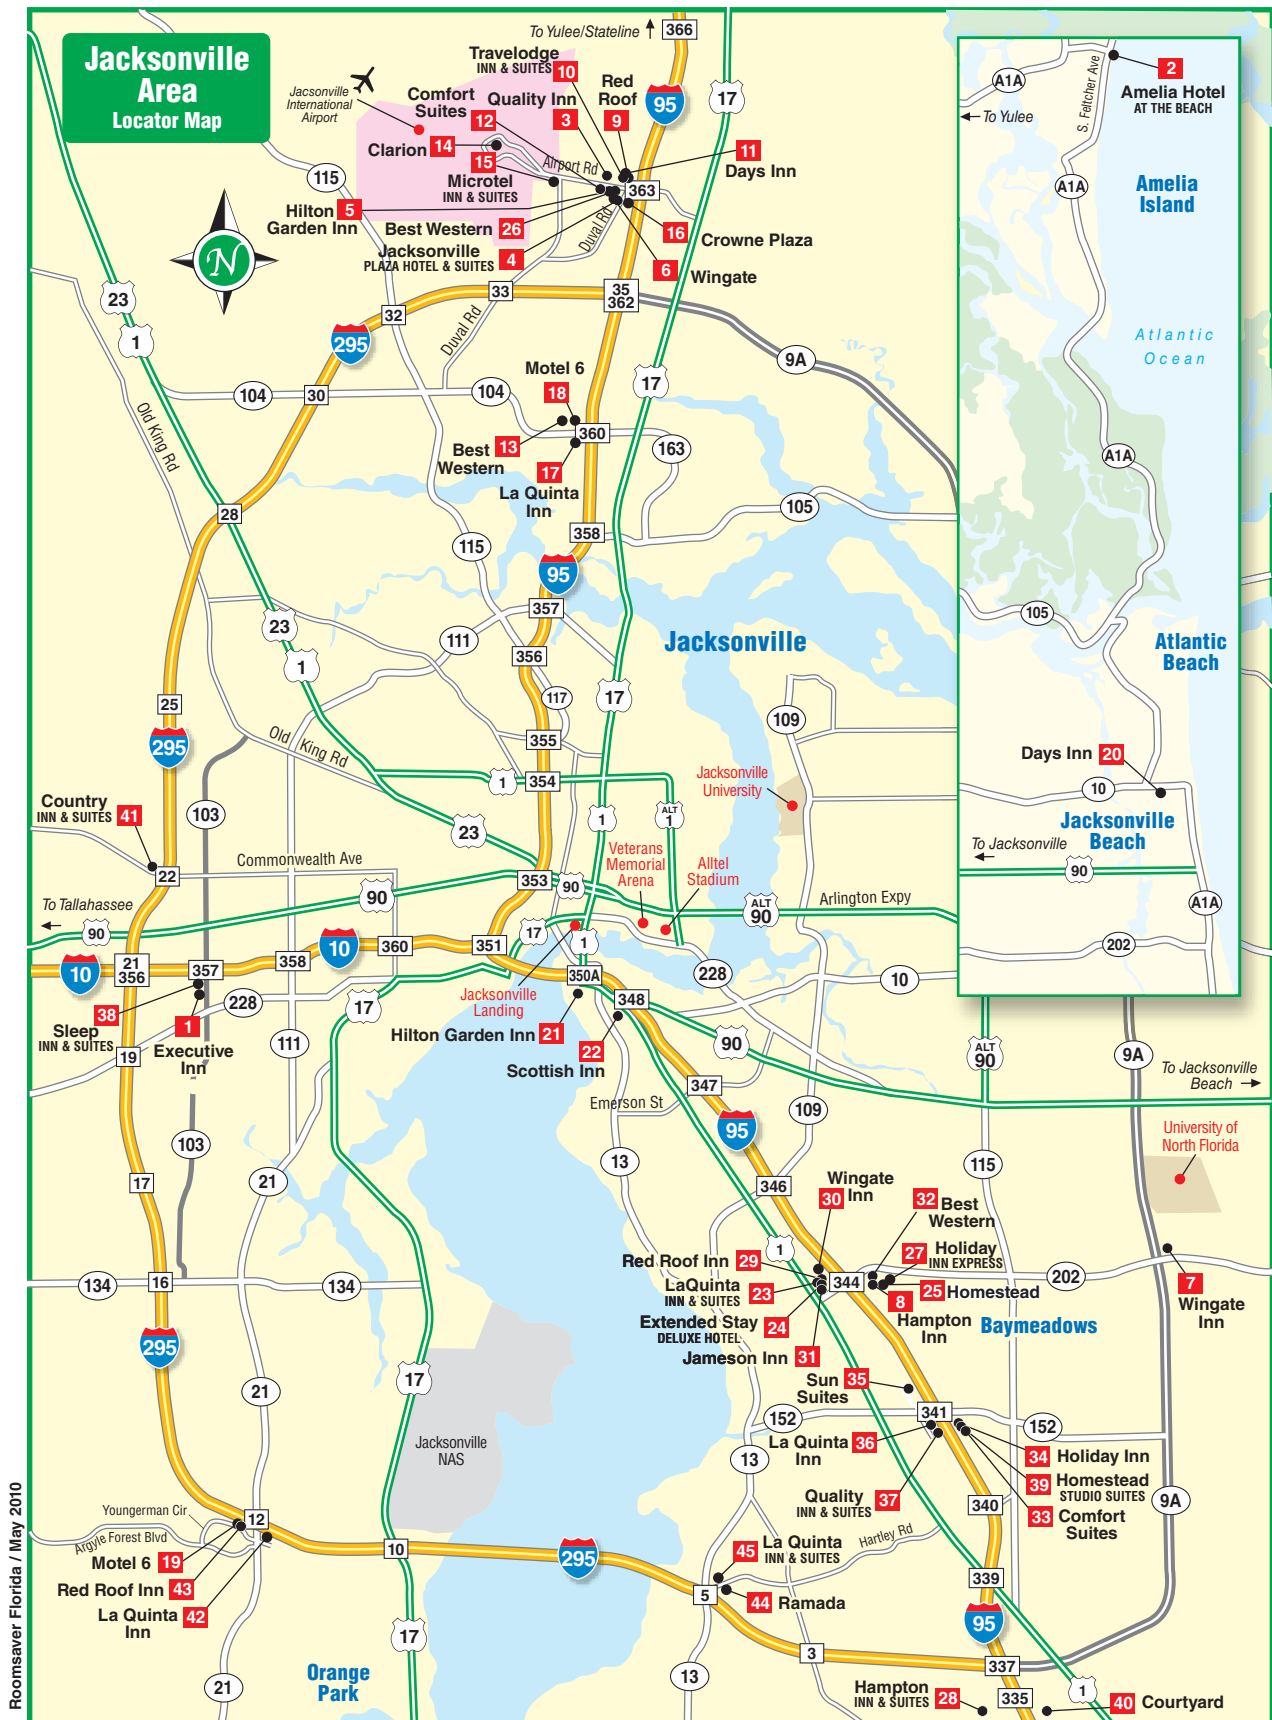 Jacksonville
Area
Locator Map
To Yulee/Stateline
366
Travelodge
INN & SUITES 10
Red
Roof
9
95
17
Jacsonville
International
Airport
Comfort
Suites 12
Quality Inn
3
Clarion 14
15
Microtel
INN & SUITES
Airport Rd
11
Days Inn
363
115
Hilton 5
Garden Inn
Best Western 26
Jacksonville
PLAZA HOTEL & SUITES 4
Duval Rd
16
Crowne Plaza
6 Wingate
N
23
1
33
35
362
32
295
Duval Rd
9A
104
30
104
Motel 6
18
17
Old King Rd
Best
Western 13
360
163
17
La Quinta
Inn
28
358
105
115
95
357
23
1
111
356
Jacksonville
117
17
109
25
295
Old King Rd
355
1
354
Jacksonville
University
Country
INN & SUITES 41
103
23
1
ALT
1
Veterans
Memorial
Arena
Alltel
Stadium
22
Commonwealth Ave
353
90
90
ALT
90
Arlington Expy
To Tallahassee
90
17
1
10
21
356
357
358
10
360
351
350A
228
10
38
Sleep
INN & SUITES
1
Executive
Inn
228
17
Jacksonville
Landing
348
Hilton Garden Inn 21
22
Scottish Inn
90
ALT
90
9A
To Jacksonville
Beach
19
111
347
Emerson St
95
109
103
13
115
University of
North Florida
17
21
346
Wingate
Inn
30
32 Best
Western
1
27 Holiday
INN EXPRESS
Red Roof Inn 29
344
202
LaQuinta
INN & SUITES 23
25 Homestead
8
Hampton
Inn
7
Wingate
Inn
134
16
134
Extended Stay
DELUXE HOTEL 24
Baymeadows
Jameson Inn 31
295
17
21
Sun
Suites
35
341
152
152
La Quinta
Inn 36
34 Holiday Inn
Jacksonville
NAS
13
39 Homestead
STUDIO SUITES
Quality
INN & SUITES 37
33 Comfort
Suites
340
9A
Youngerman Cir
12
Argyle Forest Blvd
Hartley Rd
Motel 6 19
10
295
45 La Quinta
INN & SUITES
Red Roof Inn 43
339
5
44 Ramada
La Quinta
Inn 42
95
17
3
337
21
Orange
Park
13
Hampton
INN & SUITES 28
335
1
40 Courtyard
Roomsaver Florida / May 2010
A1A
S. Feltcher Ave
2
Amelia Hotel
AT THE BEACH
To Yulee
A1A
Amelia
Island
Atlantic
Ocean
A1A
105
Atlantic
Beach
Days Inn 20
10
Jacksonville
Beach
To Jacksonville
90
A1A
202